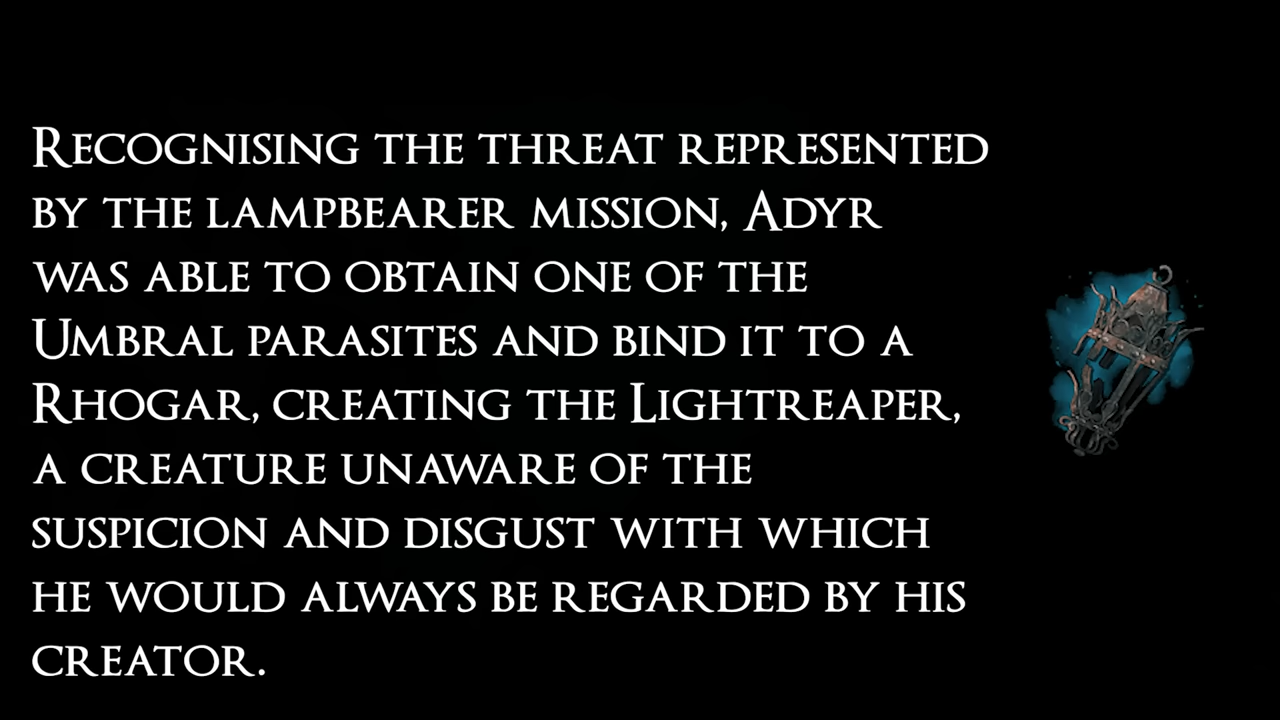 Recognising the threat represented
by the lampbearer mission, Adyr
was able to obtain one of the
Umbral parasites and bind it to a
Rhogar, creating the Lightreaper,
a creature unaware of the
suspicion and disgust with which
he would always be regarded by his
creator.